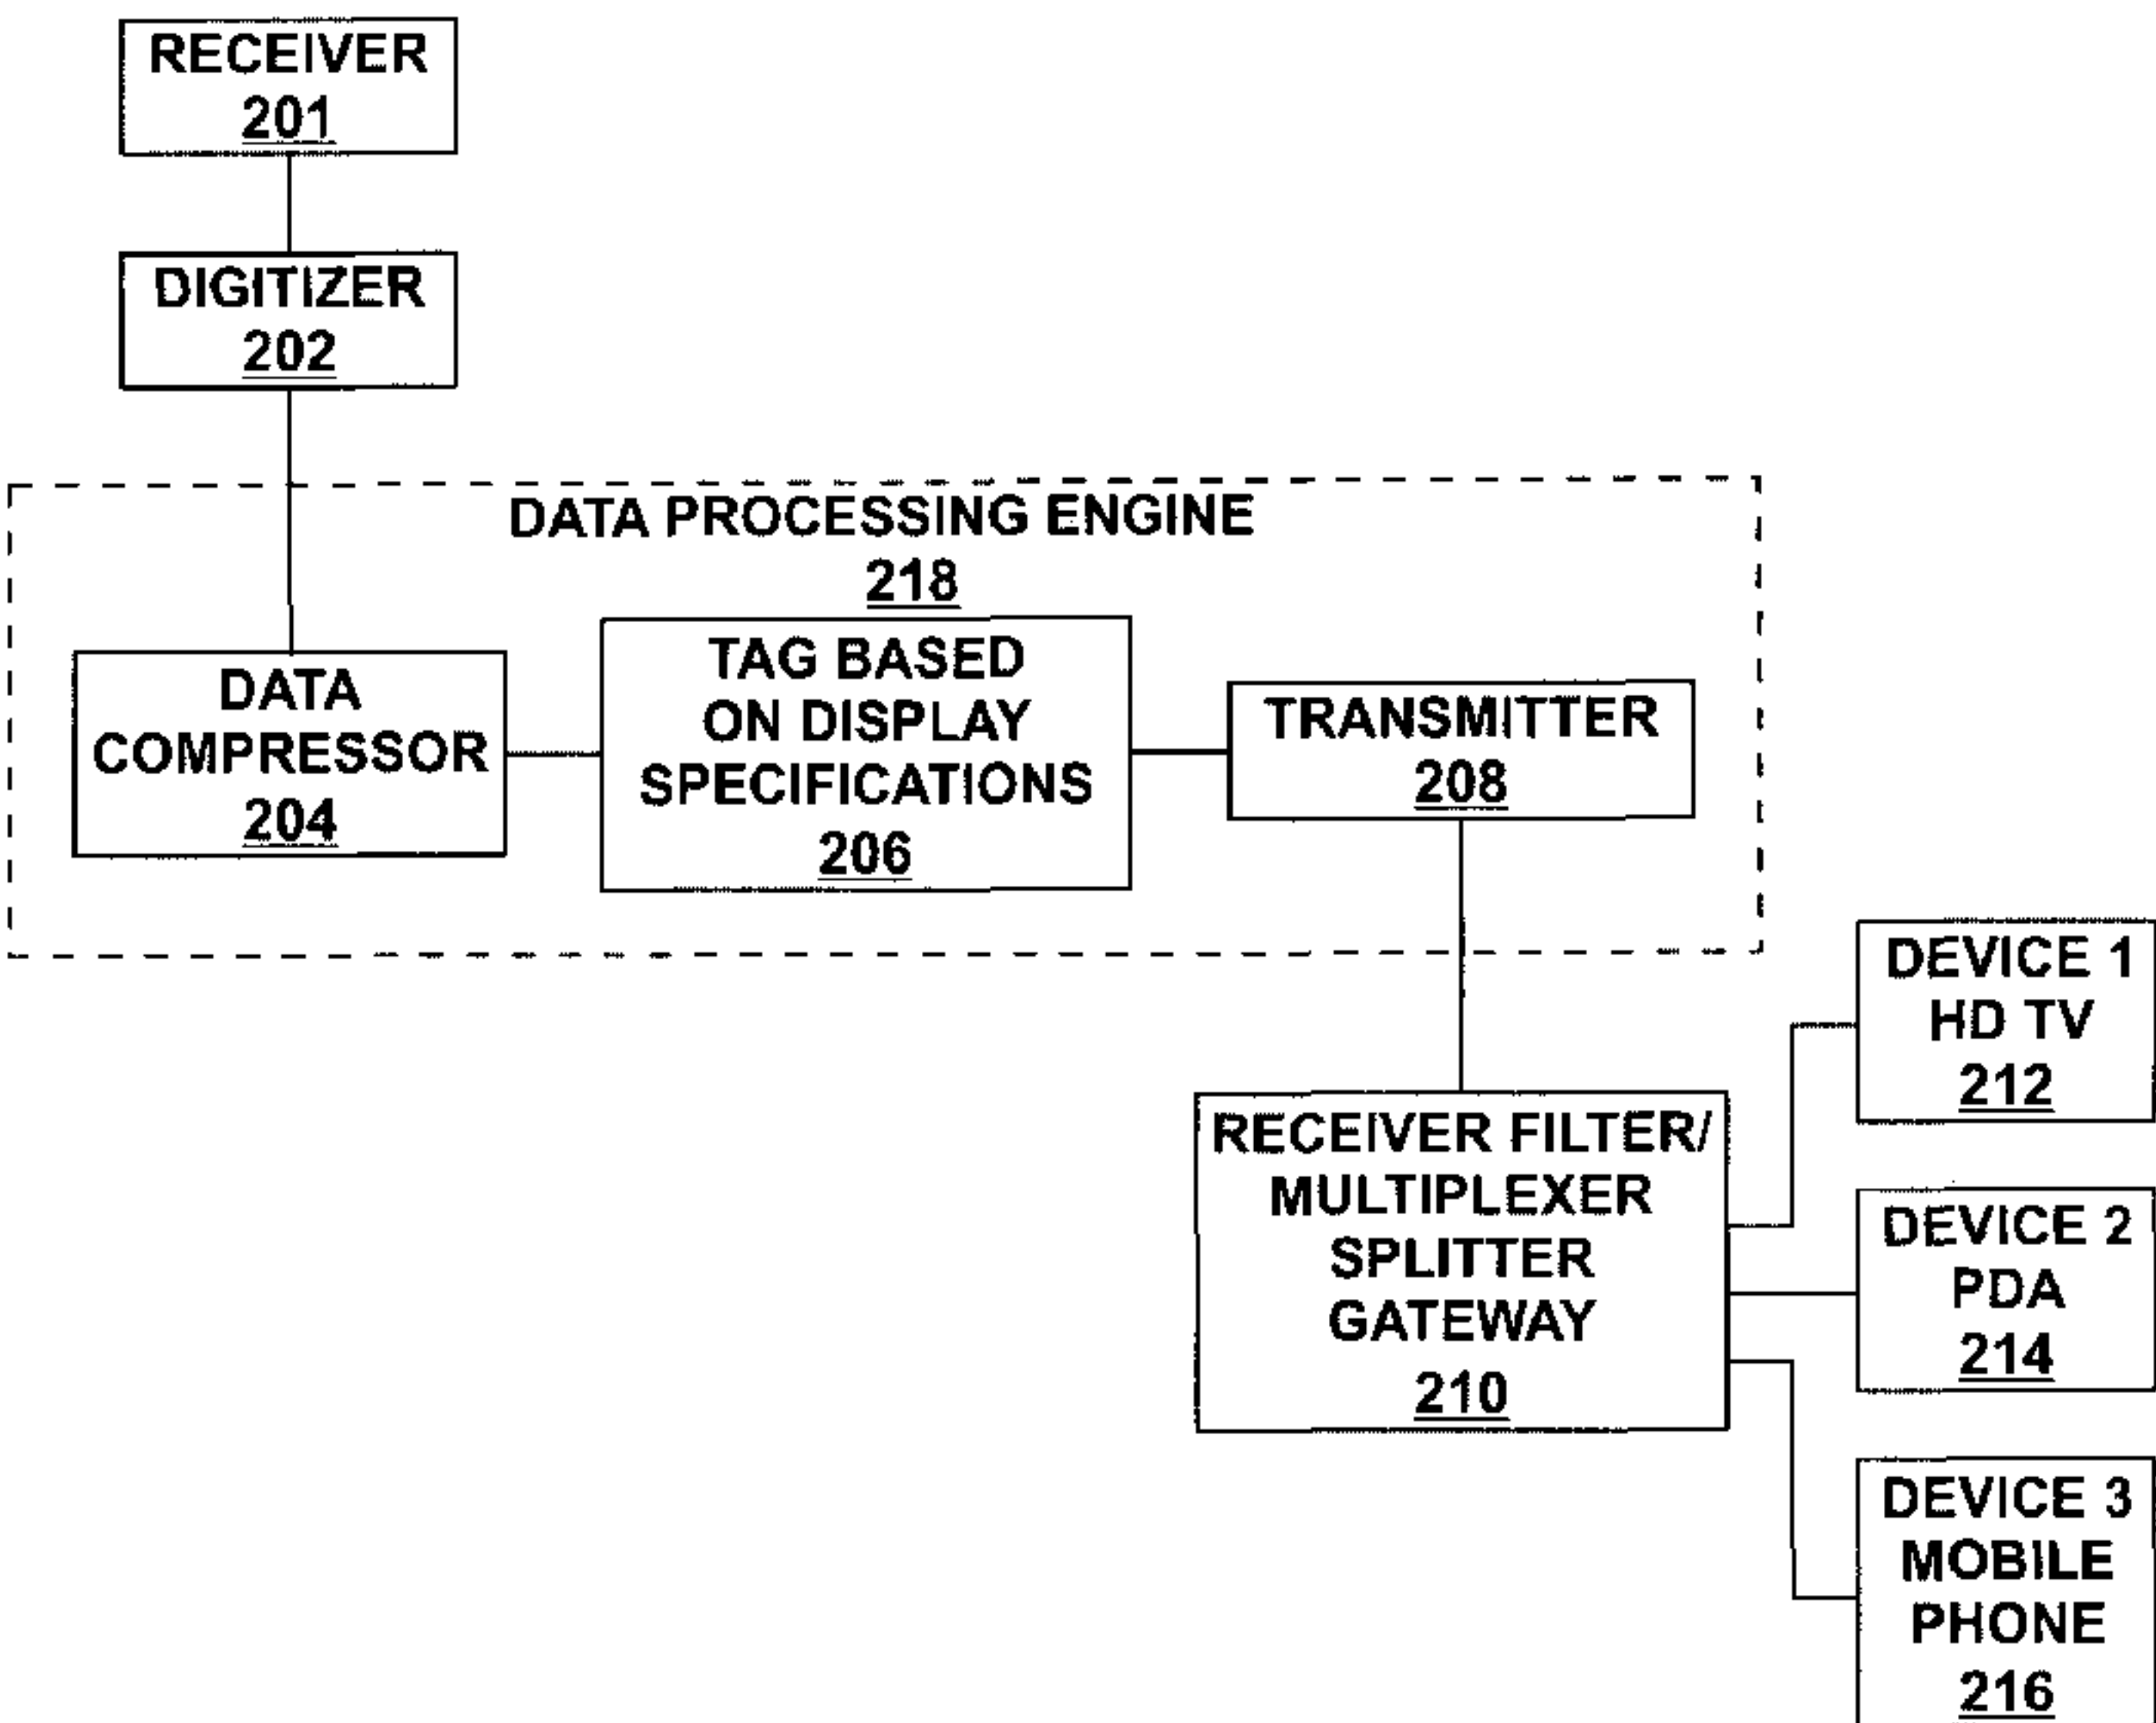 RECEIVER
201
DIGITIZER
202
DATA PROCESSING ENGINE
218
DATA
COMPRESSOR
204
TAG BASED
ON DISPLAY
SPECIFICATIONS
206
TRANSMITTER
208
RECEIVER FILTER/
MULTIPLEXER
SPLITTER
GATEWAY
210
DEVICE 1
HD TV
212
DEVICE 2
PDA
214
DEVICE 3
MOBILE
PHONE
216